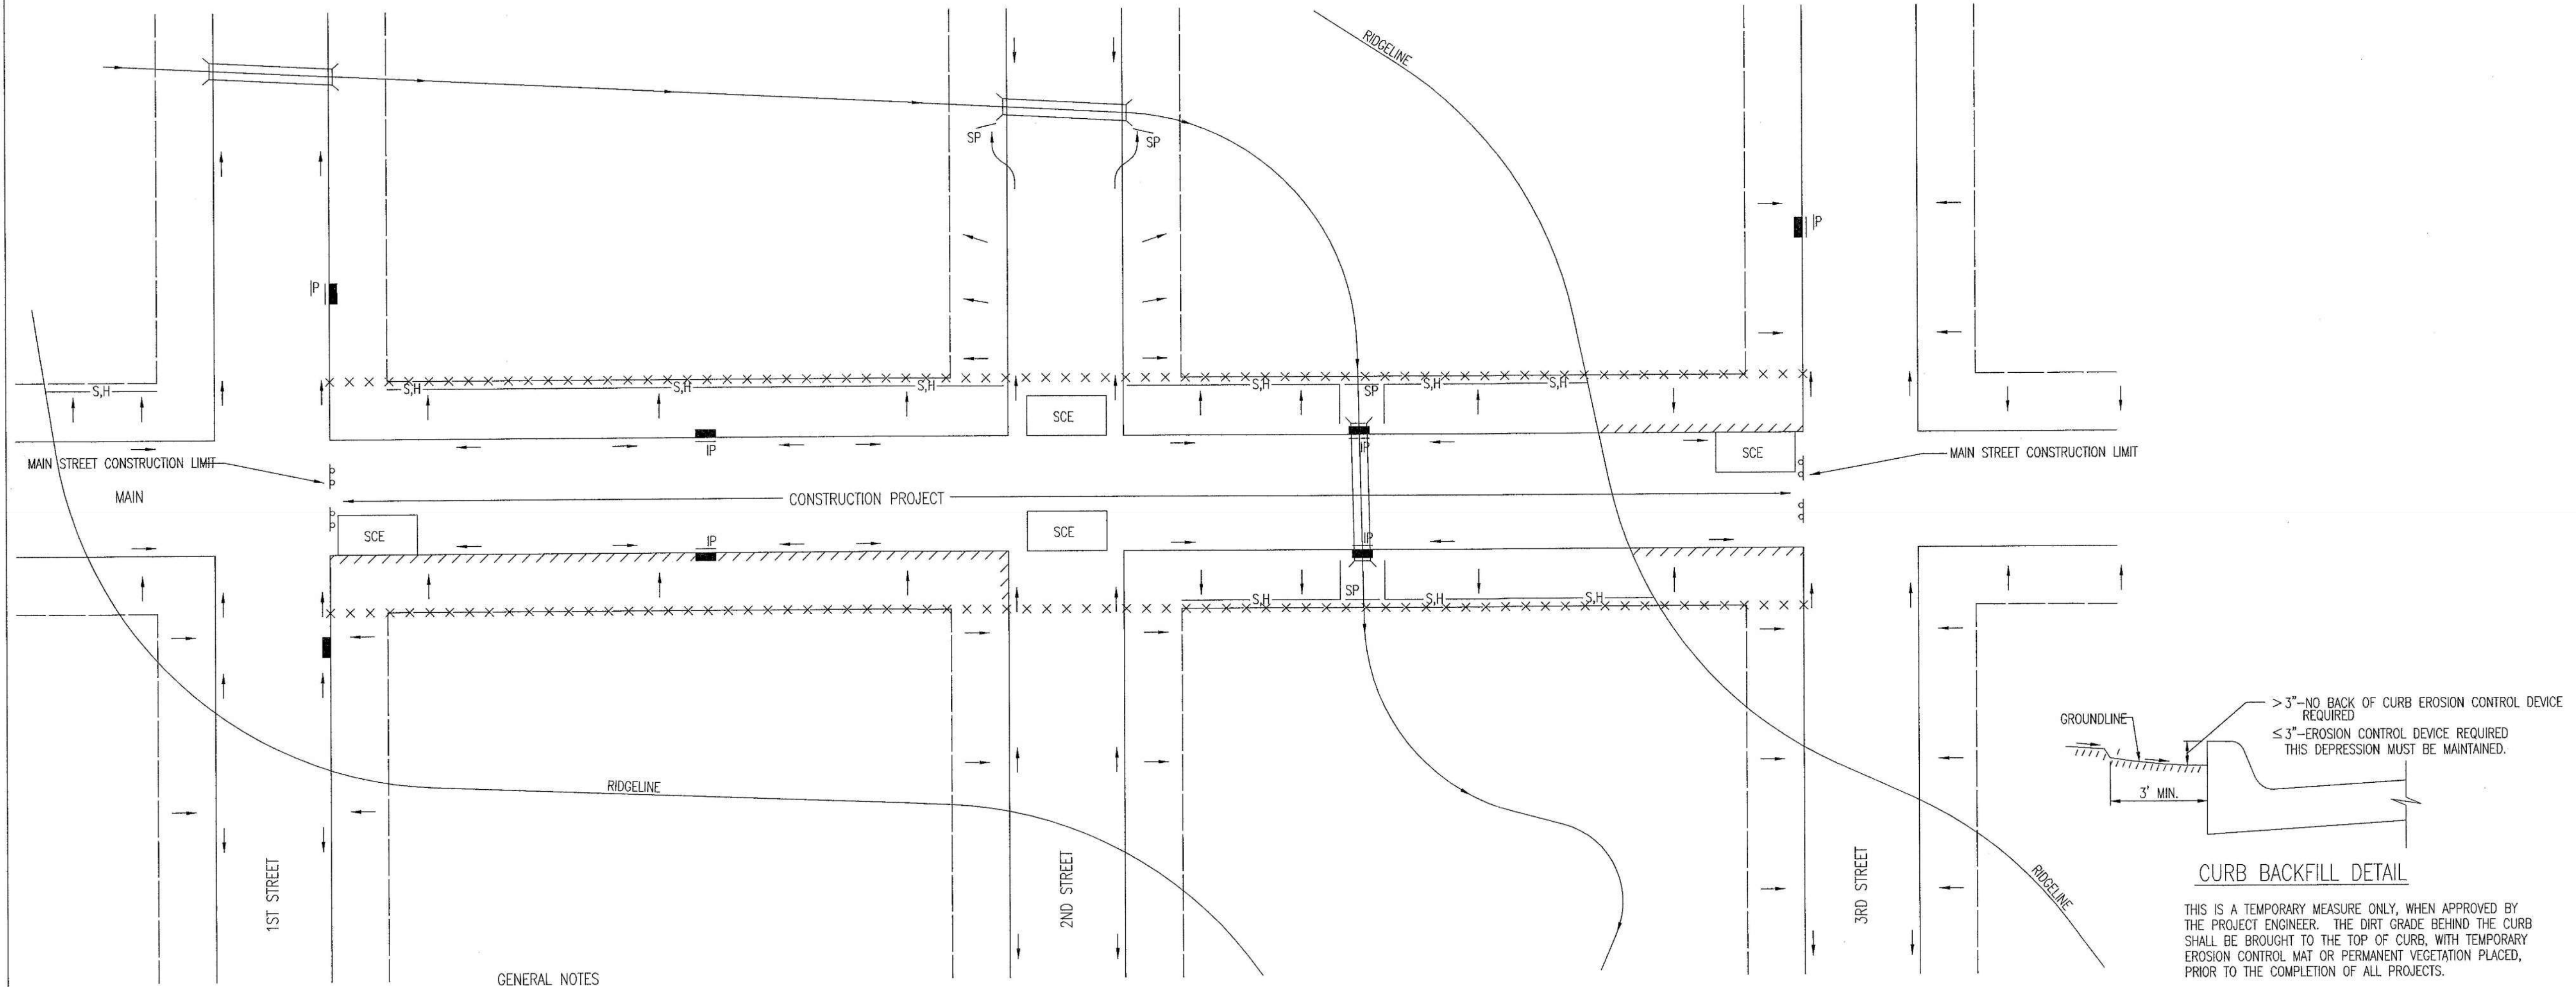 RIDGELINE
SP
SP
IP
IP
S,H
S,H
S,H
S,H
S,H
SP
S,H
S,H
SCE
MAIN STREET CONSTRUCTION LIMIT
IP
IP
SCE
MAIN STREET CONSTRUCTION LIMIT
MAIN
CONSTRUCTION PROJECT
SCE
SCE
IP
IP
S,H
SP
S,H
S,H
RIDGELINE
1ST STREET
2ND STREET
3RD STREET
RIDGELINE
GROUNDLINE
>3"-NO BACK OF CURB EROSION CONTROL DEVICE
REQUIRED
≤3"-EROSION CONTROL DEVICE REQUIRED
THIS DEPRESSION MUST BE MAINTAINED.
3' MIN.
CURB BACKFILL DETAIL
THIS IS A TEMPORARY MEASURE ONLY, WHEN APPROVED BY
THE PROJECT ENGINEER. THE DIRT GRADE BEHIND THE CURB
SHALL BE BROUGHT TO THE TOP OF CURB, WITH TEMPORARY
EROSION CONTROL MAT OR PERMANENT VEGETATION PLACED,
PRIOR TO THE COMPLETION OF ALL PROJECTS.
GENERAL NOTES